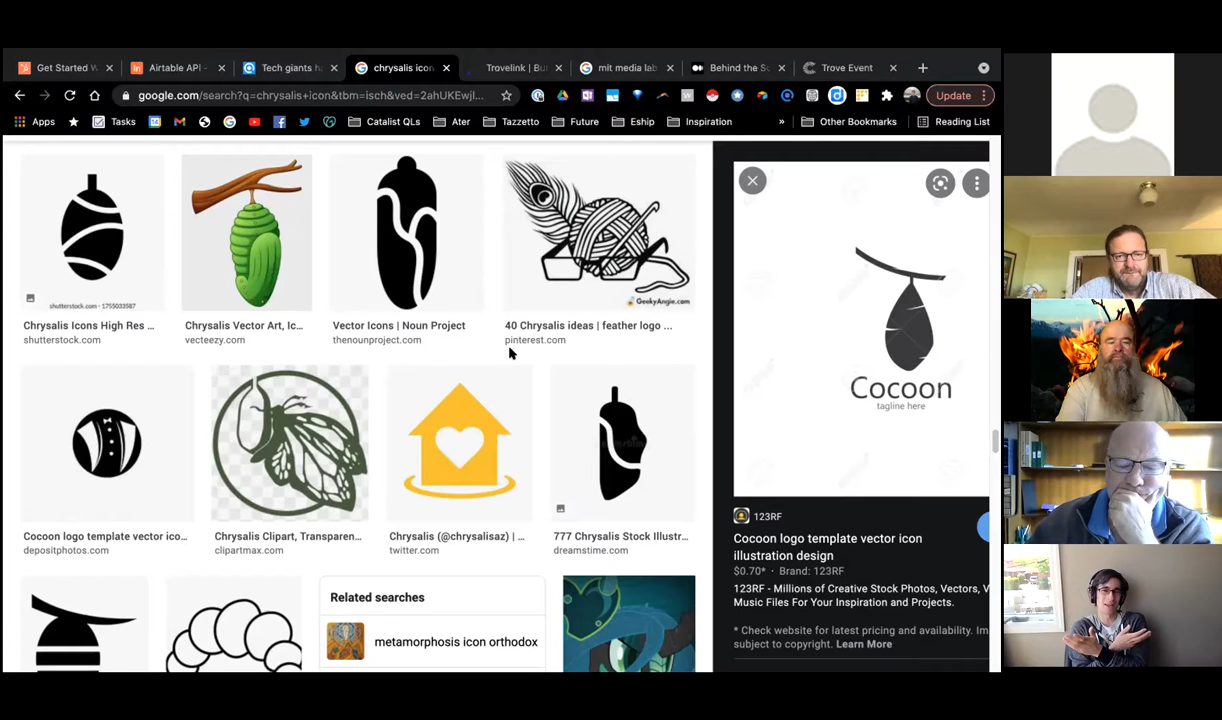 Get Started W
Airtable API -
Tech giants h
chrysalis icon
Trovelink | Bu
mit media lab
Behind the Sc
Trove Event
google.com/search?q=chrysalis+icon&tbm=isch&ved=2ahUKEwjl...
Update
Apps
Tasks
Catalist QLs
Ater
Tazzetto
Future
Eship
Inspiration
»
Other Bookmarks
Reading List
shutterstock.com · 1755033587
GeekyAngie.com
Chrysalis Icons High Res ...
shutterstock.com
Chrysalis Vector Art, Ic...
vecteezy.com
Vector Icons | Noun Project
thenounproject.com
40 Chrysalis ideas | feather logo ...
pinterest.com
Cocoon logo template vector ico...
depositphotos.com
Chrysalis Clipart, Transparen...
clipartmax.com
Chrysalis (@chrysalisaz) | ...
twitter.com
777 Chrysalis Stock Illustr...
dreamstime.com
Related searches
metamorphosis icon orthodox
Cocoon
tagline here
123RF
Cocoon logo template vector icon
illustration design
$0.70* · Brand: 123RF
123RF - Millions of Creative Stock Photos, Vectors, V
Music Files For Your Inspiration and Projects.
* Check website for latest pricing and availability. Im
subject to copyright. Learn More